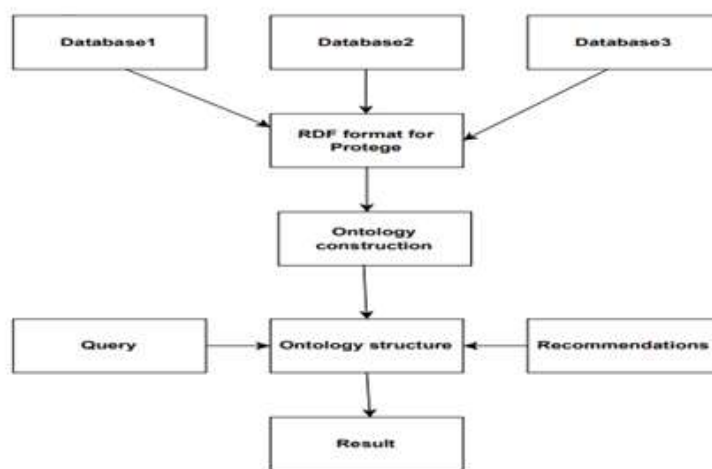 Database1
Database2
Database3
RDF format for
Protege
Ontology
construction
Query
Ontology structure
Recommendations
Result